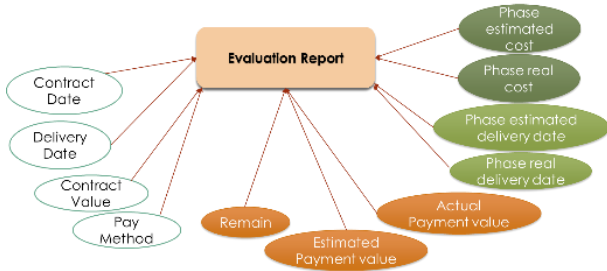 Evaluation Report
Contract
Date
Delivery
Date
Contract
Value
Pay
Method
Remain
Estimated
Payment value
Actual
Payment value
Phase
estimated
cost
Phase real
cost
Phase estimated
delivery date
Phase real
delivery date